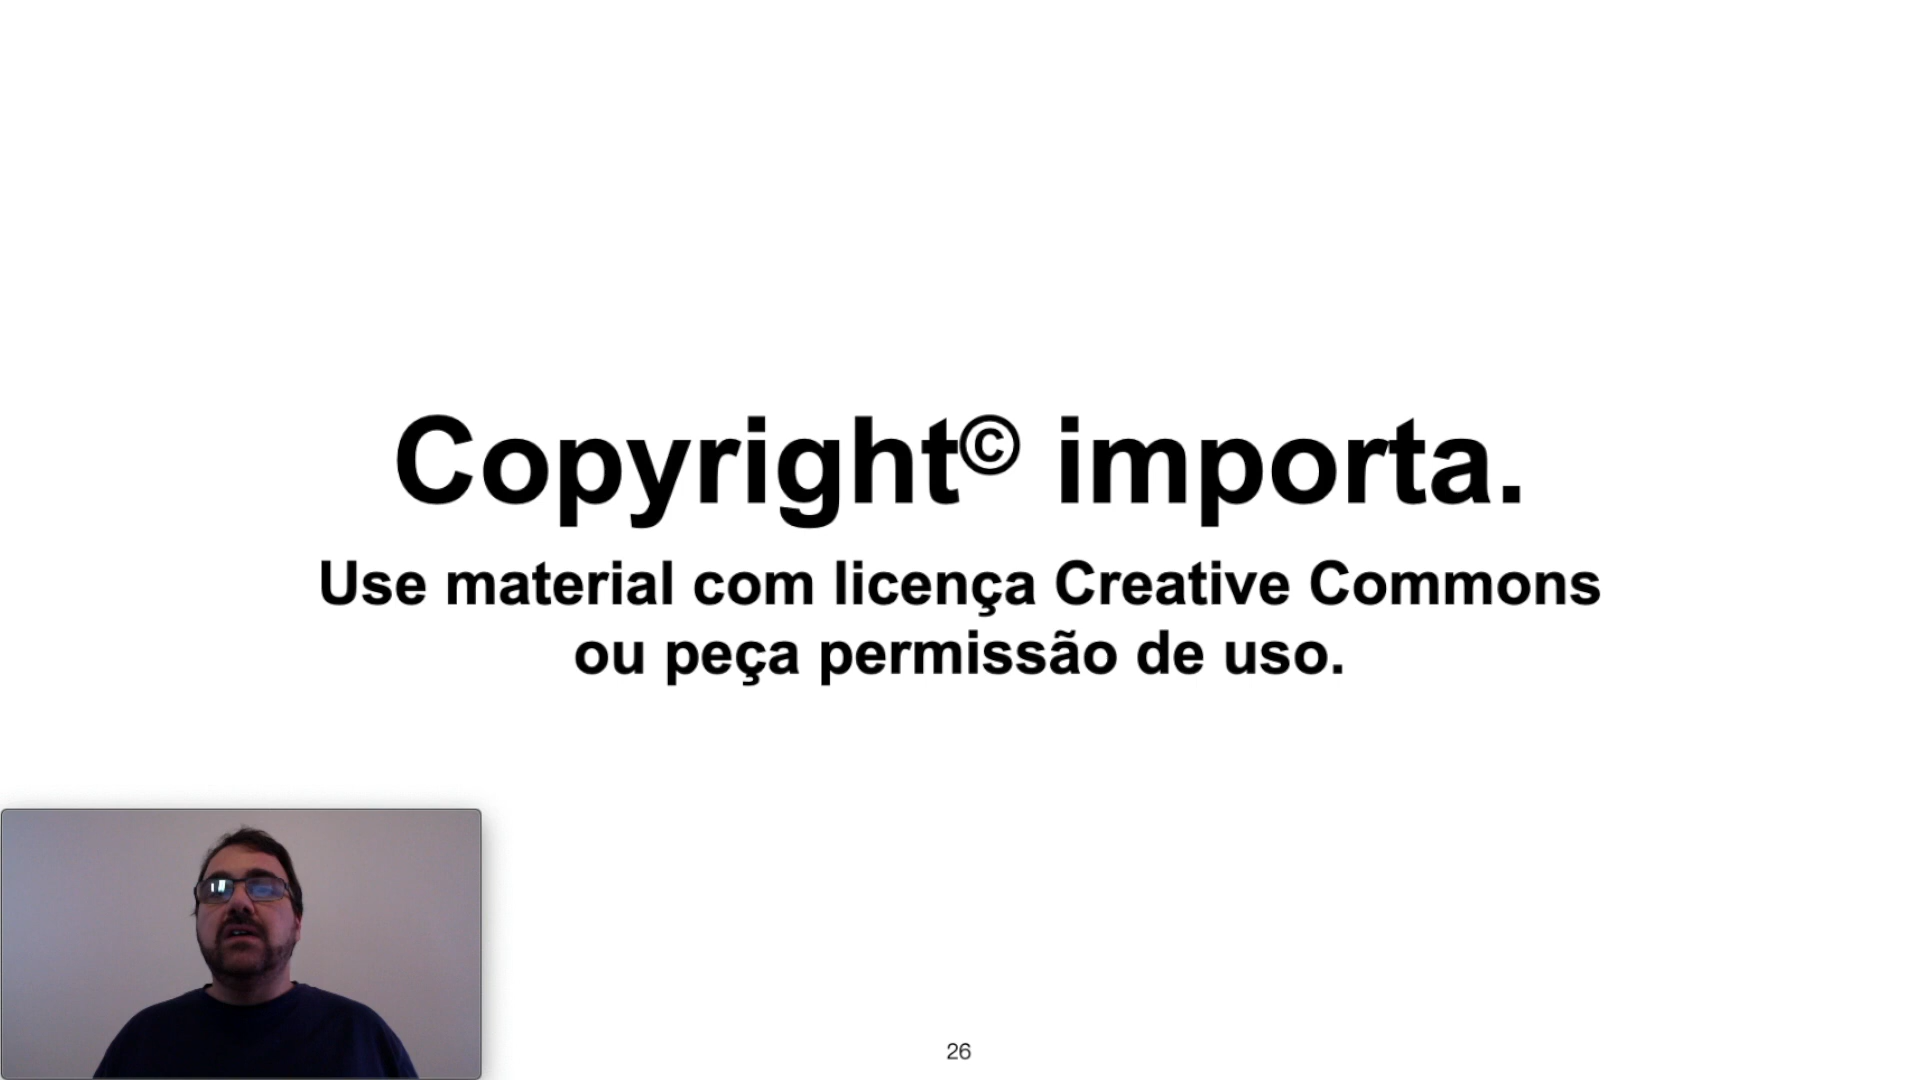 Copyright© importa.
Use material com licença Creative Commons
ou peça permissão de uso.
26